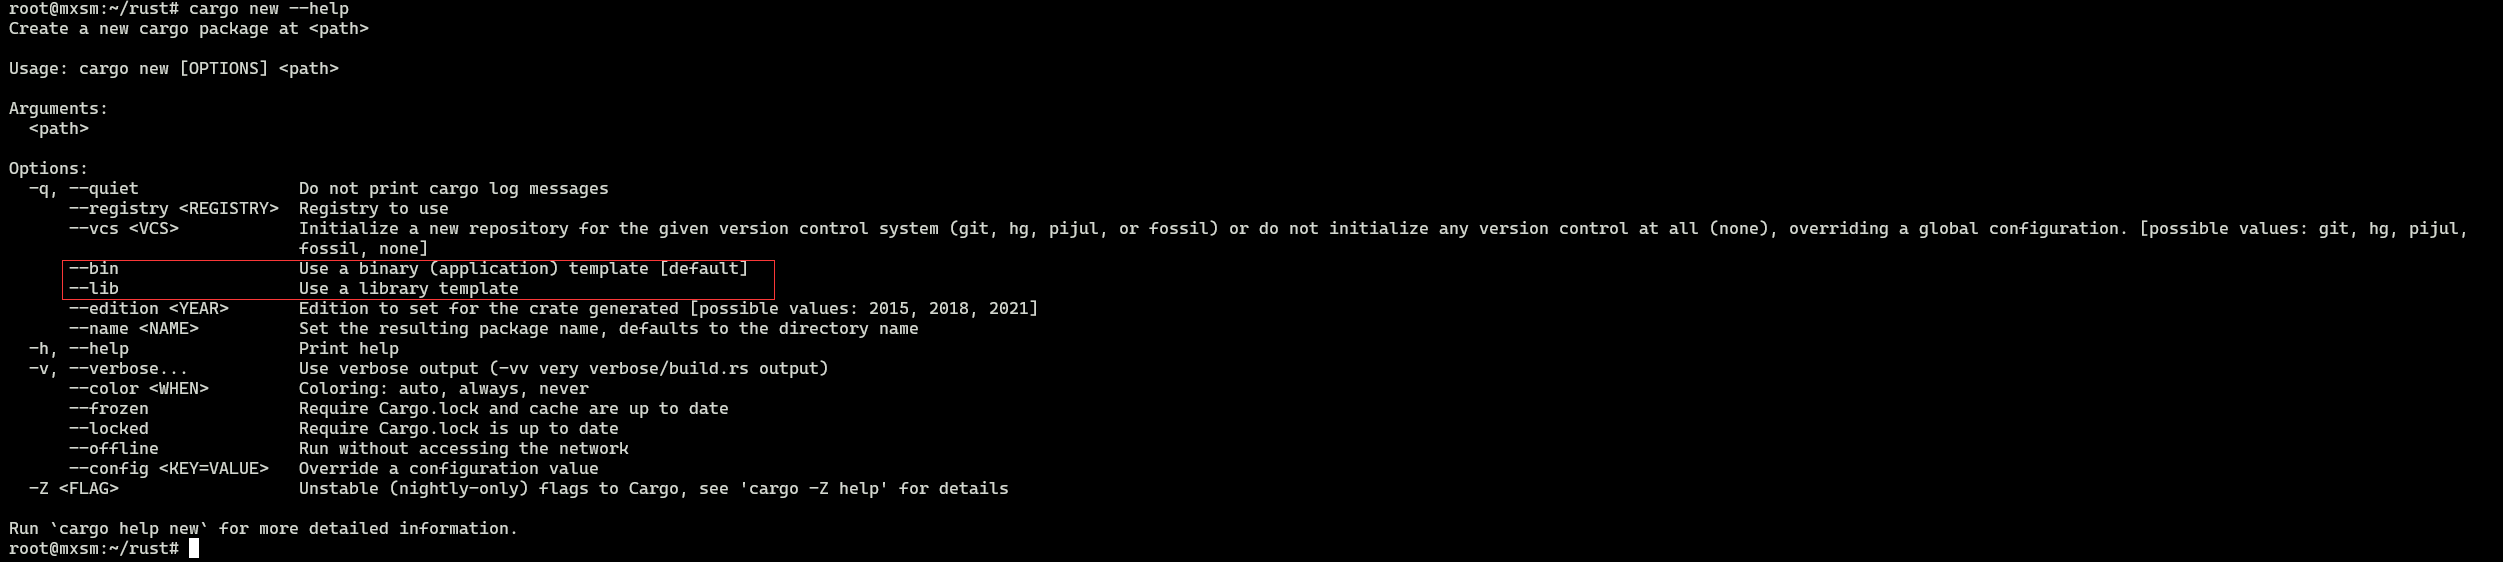 root@mxsm:~/rust# cargo new --help
Create a new cargo package at <path>
Usage: cargo new [OPTIONS] <path>
Arguments:
  <path>
Options:
  -q, --quiet                Do not print cargo log messages
      --registry <REGISTRY>  Registry to use
      --vcs <VCS>            Initialize a new repository for the given version control system (git, hg, pijul, or fossil) or do not initialize any version control at all (none), overriding a global configuration. [possible values: git, hg, pijul,
                             fossil, none]
      --bin                  Use a binary (application) template [default]
      --lib                  Use a library template
      --edition <YEAR>       Edition to set for the crate generated [possible values: 2015, 2018, 2021]
      --name <NAME>          Set the resulting package name, defaults to the directory name
  -h, --help                 Print help
  -v, --verbose...           Use verbose output (-vv very verbose/build.rs output)
      --color <WHEN>         Coloring: auto, always, never
      --frozen               Require Cargo.lock and cache are up to date
      --locked               Require Cargo.lock is up to date
      --offline              Run without accessing the network
      --config <KEY=VALUE>   Override a configuration value
  -Z <FLAG>                  Unstable (nightly-only) flags to Cargo, see 'cargo -Z help' for details
Run `cargo help new` for more detailed information.
root@mxsm:~/rust#